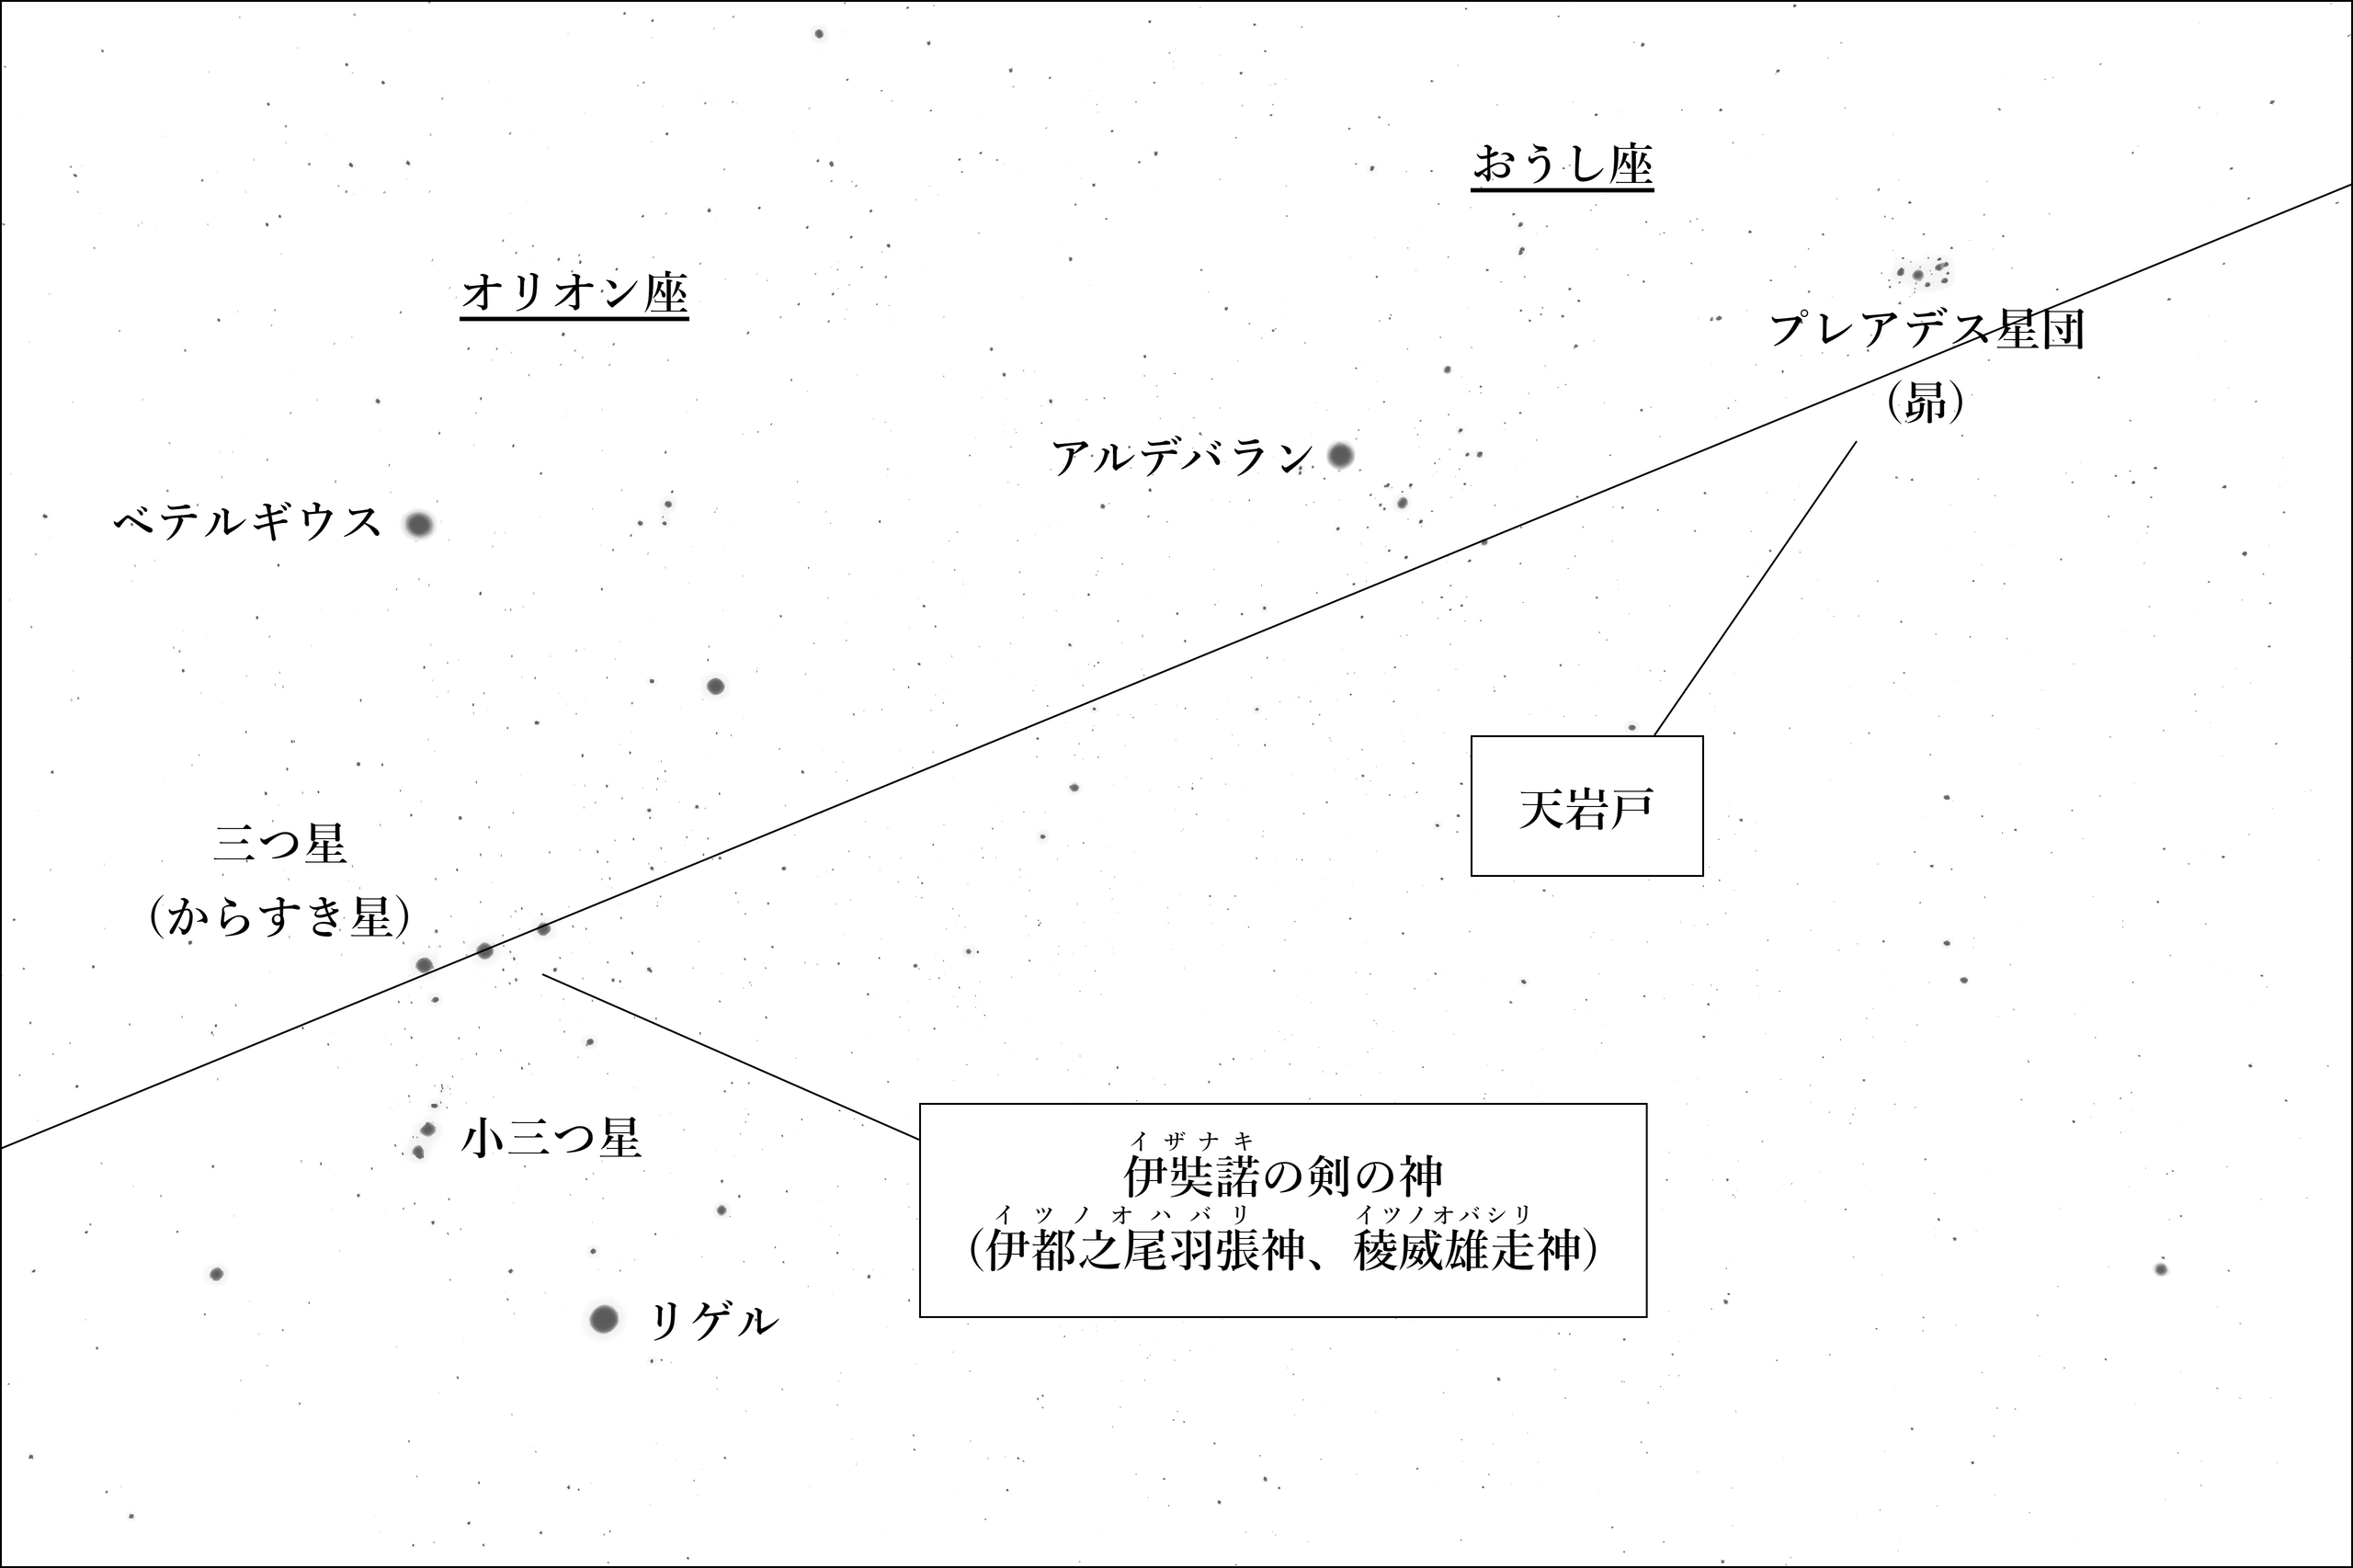 おうし座
オリオン座
プレアデス星団
（昴）
アルデバラン
ベテルギウス
天岩戸
三つ星
（からすき星）
小三つ星
イザナキ
伊奘諾の剣の神
イツノオハバリ イツノオバシリ
（伊都之尾羽張神、稜威雄走神）
リゲル